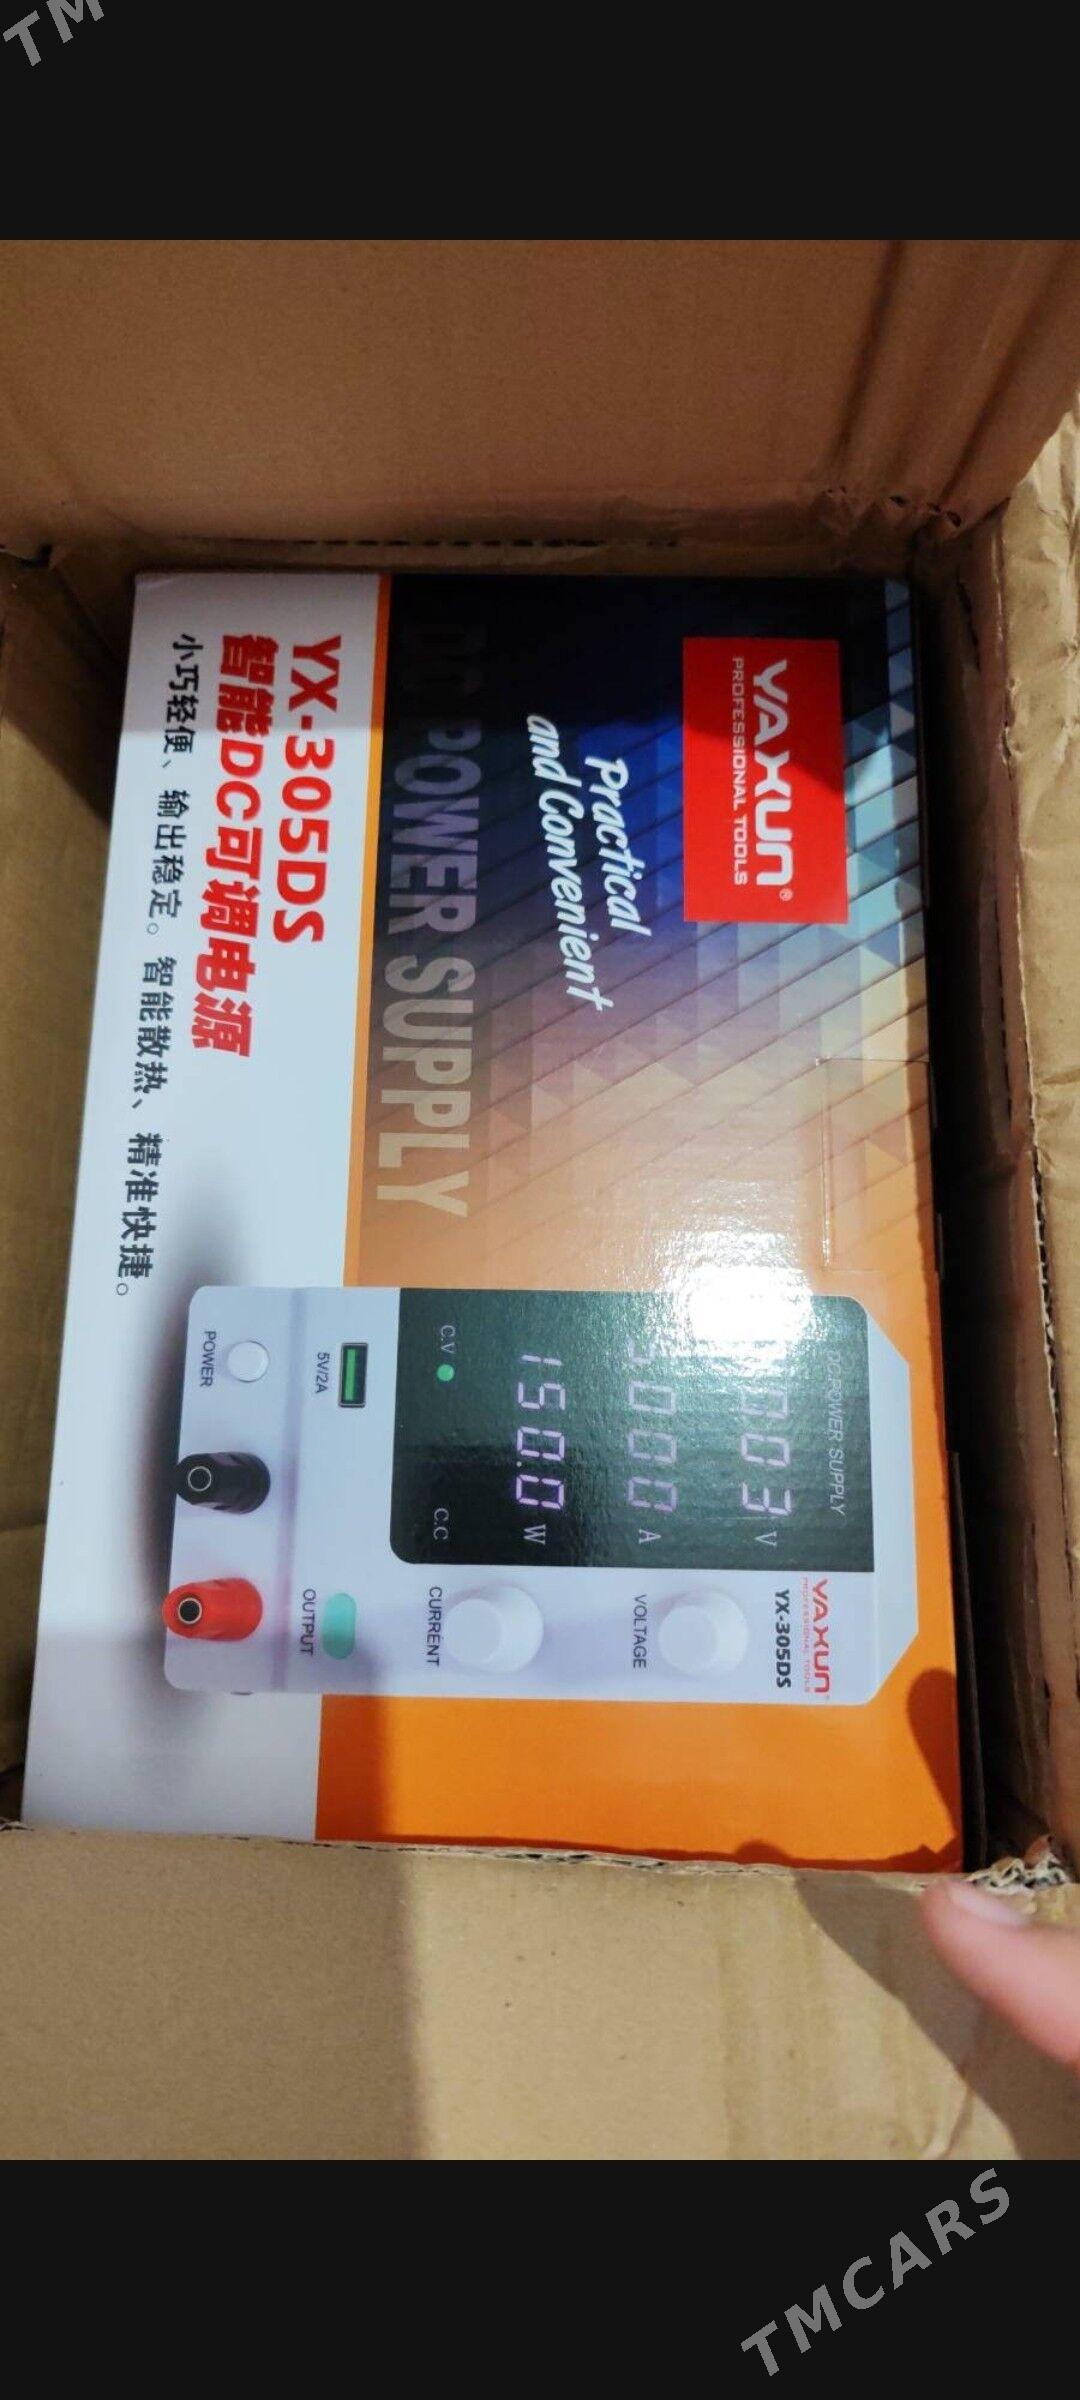 TM
YAXUN®
PROFESSIONAL TOOLS
Practical
and Convenient
DC POWER SUPPLY
YX-305DS
智能DC可调电源
小巧轻便、输出稳定。智能散热、精准快捷。
DC POWER SUPPLY
YAXUN®
PROFESSIONAL TOOLS
YX-305DS
V
VOLTAGE
A
150.0 W
CURRENT
C.V
C.C
5V/2A
OUTPUT
POWER
TMCARS